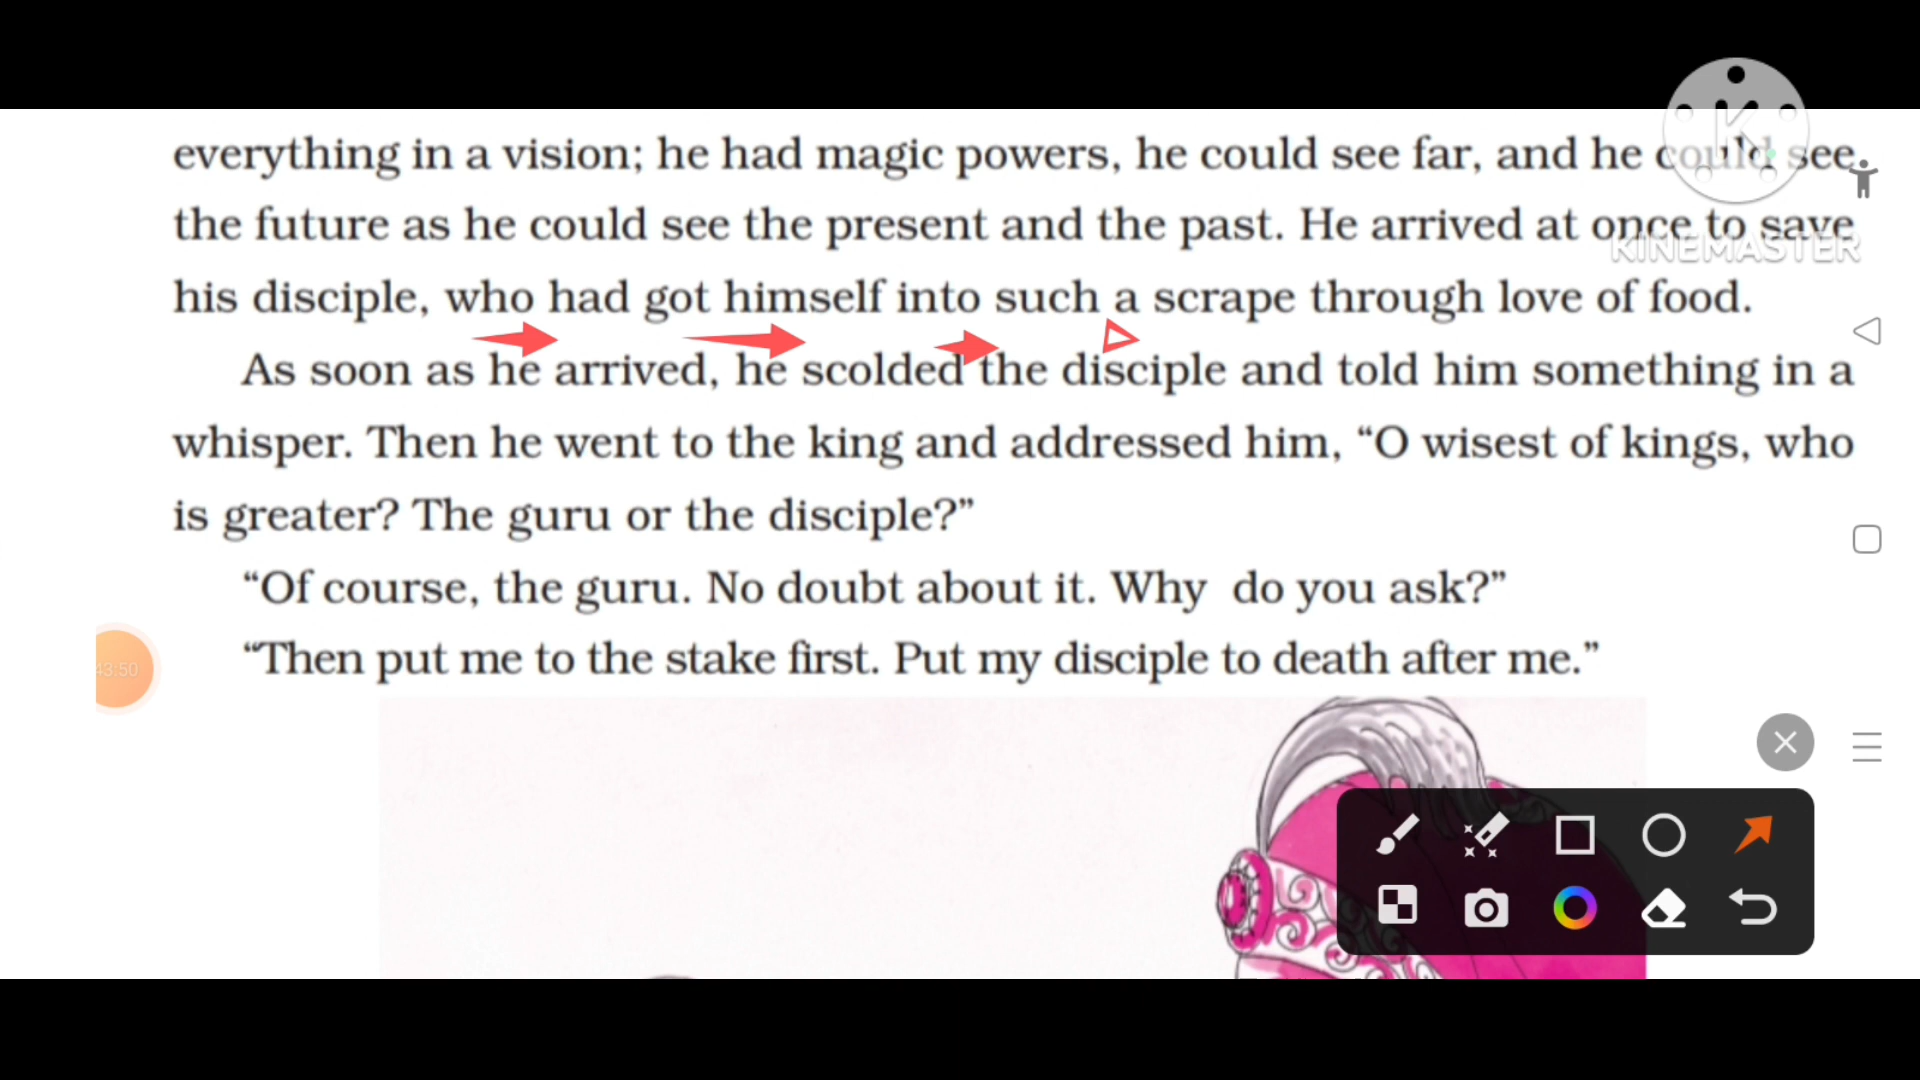 everything in a vision; he had magic powers, he could see far, and he could see
the future as he could see the present and the past. He arrived at once to save
his disciple, who had got himself into such a scrape through love of food.
As soon as he arrived, he scolded the disciple and told him something in a
whisper. Then he went to the king and addressed him, “O wisest of kings, who
is greater? The guru or the disciple?”
“Of course, the guru. No doubt about it. Why do you ask?”
“Then put me to the stake first. Put my disciple to death after me.”
K
KINEMASTER
43:50